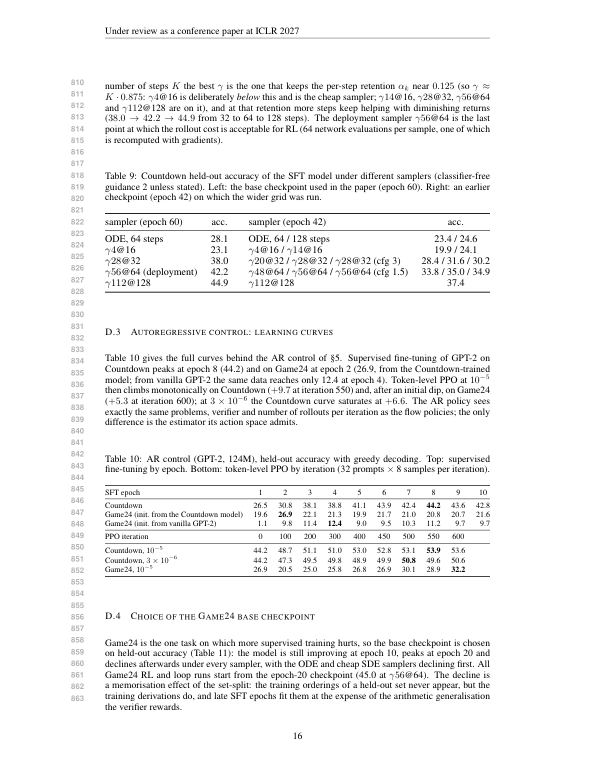 Under review as a conference paper at ICLR 2027
810 number of steps K the best γ is the one that keeps the per-step retention αₖ near 0.125 (so γ ≈
811 K · 0.875: γ4@16 is deliberately below this and is the cheap sampler; γ14@16, γ28@32, γ56@64
812 and γ112@128 are on it), and at that retention more steps keep helping with diminishing returns
813 (38.0 → 42.2 → 44.9 from 32 to 64 to 128 steps). The deployment sampler γ56@64 is the last
814 point at which the rollout cost is acceptable for RL (64 network evaluations per sample, one of which
815 is recomputed with gradients).
816
817
818 Table 9: Countdown held-out accuracy of the SFT model under different samplers (classifier-free
819 guidance 2 unless stated). Left: the base checkpoint used in the paper (epoch 60). Right: an earlier
820 checkpoint (epoch 42) on which the wider grid was run.
821
822 sampler (epoch 60) acc. sampler (epoch 42) acc.
823 ODE, 64 steps 28.1 ODE, 64 / 128 steps 23.4 / 24.6
824 γ4@16 23.1 γ4@16 / γ14@16 19.9 / 24.1
825 γ28@32 38.0 γ20@32 / γ28@32 / γ28@32 (cfg 3) 28.4 / 31.6 / 30.2
826 γ56@64 (deployment) 42.2 γ48@64 / γ56@64 / γ56@64 (cfg 1.5) 33.8 / 35.0 / 34.9
827 γ112@128 44.9 γ112@128 37.4
828
829
830
831 D.3 AUTOREGRESSIVE CONTROL: LEARNING CURVES
832
833
834 Table 10 gives the full curves behind the AR control of §5. Supervised fine-tuning of GPT-2 on
835 Countdown peaks at epoch 8 (44.2) and on Game24 at epoch 2 (26.9, from the Countdown-trained
836 model; from vanilla GPT-2 the same data reaches only 12.4 at epoch 4). Token-level PPO at 10⁻⁵
837 then climbs monotonically on Countdown (+9.7 at iteration 550) and, after an initial dip, on Game24
838 (+5.3 at iteration 600); at 3 × 10⁻⁶ the Countdown curve saturates at +6.6. The AR policy sees
839 exactly the same problems, verifier and number of rollouts per iteration as the flow policies; the only
840 difference is the estimator its action space admits.
841
842
843 Table 10: AR control (GPT-2, 124M), held-out accuracy with greedy decoding. Top: supervised
844 fine-tuning by epoch. Bottom: token-level PPO by iteration (32 prompts × 8 samples per iteration).
845 SFT epoch 1 2 3 4 5 6 7 8 9 10
846 Countdown 26.5 30.8 38.1 38.8 41.1 43.9 42.4 44.2 43.6 42.8
847 Game24 (init. from the Countdown model) 19.6 26.9 22.1 21.3 19.9 21.7 21.0 20.8 20.7 21.6
848 Game24 (init. from vanilla GPT-2) 1.1 9.8 11.4 12.4 9.0 9.5 10.3 11.2 9.7 9.7
849 PPO iteration 0 100 200 300 400 450 500 550 600
850 Countdown, 10⁻⁵ 44.2 48.7 51.1 51.0 53.0 52.8 53.1 53.9 53.6
851 Countdown, 3 × 10⁻⁶ 44.2 47.3 49.5 49.8 48.9 49.9 50.8 49.6 50.6
852 Game24, 10⁻⁵ 26.9 20.5 25.0 25.8 26.8 26.9 30.1 28.9 32.2
853
854
855
856 D.4 CHOICE OF THE GAME24 BASE CHECKPOINT
857
858 Game24 is the one task on which more supervised training hurts, so the base checkpoint is chosen
859 on held-out accuracy (Table 11): the model is still improving at epoch 10, peaks at epoch 20 and
860 declines afterwards under every sampler, with the ODE and cheap SDE samplers declining first. All
861 Game24 RL and loop runs start from the epoch-20 checkpoint (45.0 at γ56@64). The decline is
862 a memorisation effect of the set-split: the training orderings of a held-out set never appear, but the
863 training derivations do, and late SFT epochs fit them at the expense of the arithmetic generalisation
the verifier rewards.
16